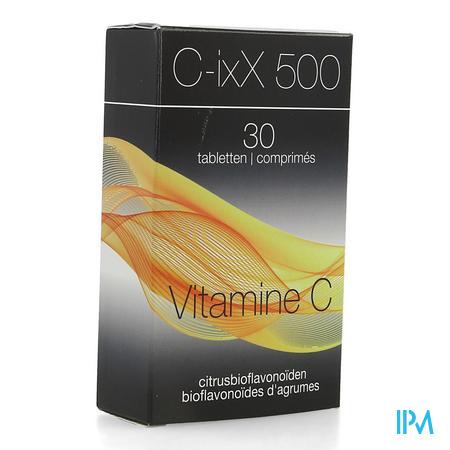 C-ixX 500
30
tabletten | comprimés
Vitamine C
citrusbioflavonoïden
bioflavonoïdes d'agrumes
IPM